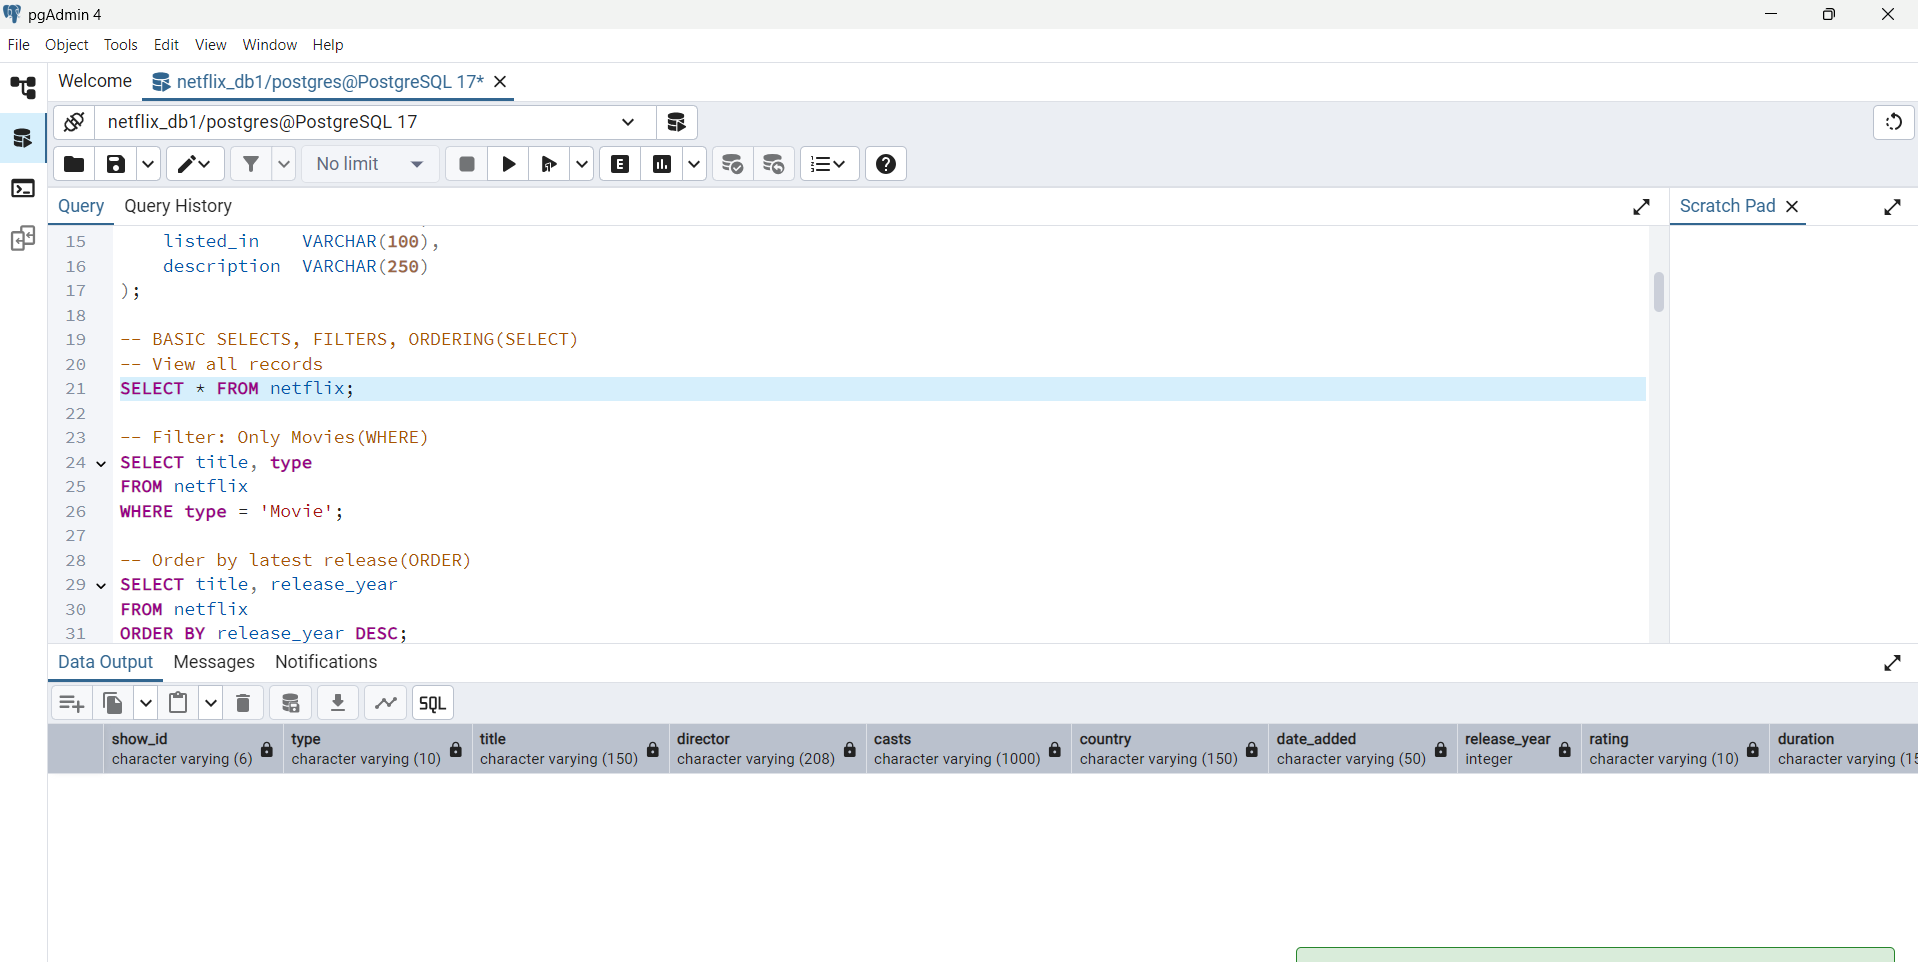 pgAdmin 4
File Object Tools Edit View Window Help
Welcome netflix_db1/postgres@PostgreSQL 17*
netflix_db1/postgres@PostgreSQL 17
No limit
E
Query Query History
Scratch Pad
15 listed_in VARCHAR(100),
16 description VARCHAR(250)
17 );
18
19 -- BASIC SELECTS, FILTERS, ORDERING(SELECT)
20 -- View all records
21 SELECT * FROM netflix;
22
23 -- Filter: Only Movies(WHERE)
24 SELECT title, type
25 FROM netflix
26 WHERE type = 'Movie';
27
28 -- Order by latest release(ORDER)
29 SELECT title, release_year
30 FROM netflix
31 ORDER BY release_year DESC;
Data Output Messages Notifications
SQL
show_id type title director casts country date_added release_year rating duration
character varying (6) character varying (10) character varying (150) character varying (208) character varying (1000) character varying (150) character varying (50) integer character varying (10) character varying (15